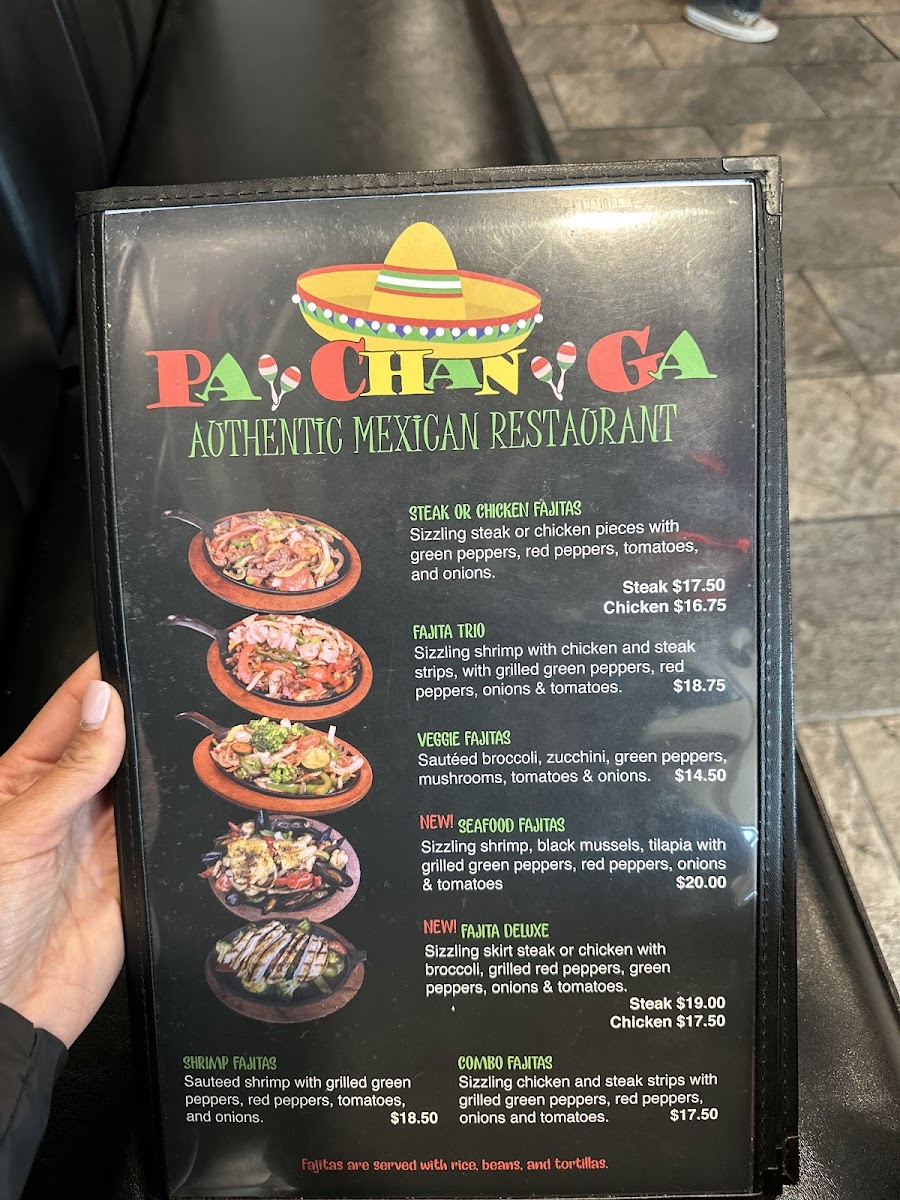 PACHANGA
AUTHENTIC MEXICAN RESTAURANT
STEAK OR CHICKEN FAJITAS
Sizzling steak or chicken pieces with
green peppers, red peppers, tomatoes,
and onions.
Steak $17.50
Chicken $16.75
FAJITA TRIO
Sizzling shrimp with chicken and steak
strips, with grilled green peppers, red
peppers, onions & tomatoes. $18.75
VEGGIE FAJITAS
Sautéed broccoli, zucchini, green peppers,
mushrooms, tomatoes & onions. $14.50
NEW! SEAFOOD FAJITAS
Sizzling shrimp, black mussels, tilapia with
grilled green peppers, red peppers, onions
& tomatoes $20.00
NEW! FAJITA DELUXE
Sizzling skirt steak or chicken with
broccoli, grilled red peppers, green
peppers, onions & tomatoes.
Steak $19.00
Chicken $17.50
SHRIMP FAJITAS
Sauteed shrimp with grilled green
peppers, red peppers, tomatoes,
and onions. $18.50
COMBO FAJITAS
Sizzling chicken and steak strips with
grilled green peppers, red peppers,
onions and tomatoes. $17.50
Fajitas are served with rice, beans, and tortillas.